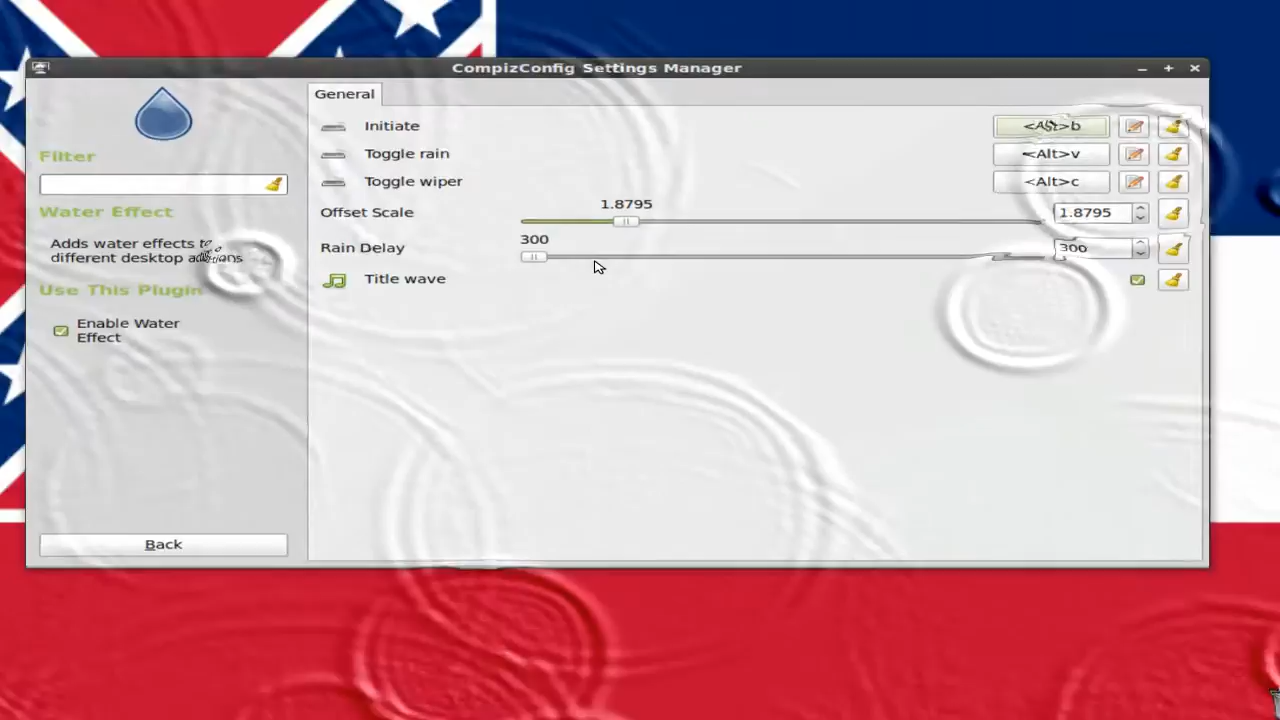 CompizConfig Settings Manager
General
Filter
Water Effect
Adds water effects to
different desktop actions
Use This Plugin
Enable Water
Effect
Back
Initiate
<Alt>b
Toggle rain
<Alt>v
Toggle wiper
<Alt>c
1.8795
Offset Scale
1.8795
300
Rain Delay
300
Title wave